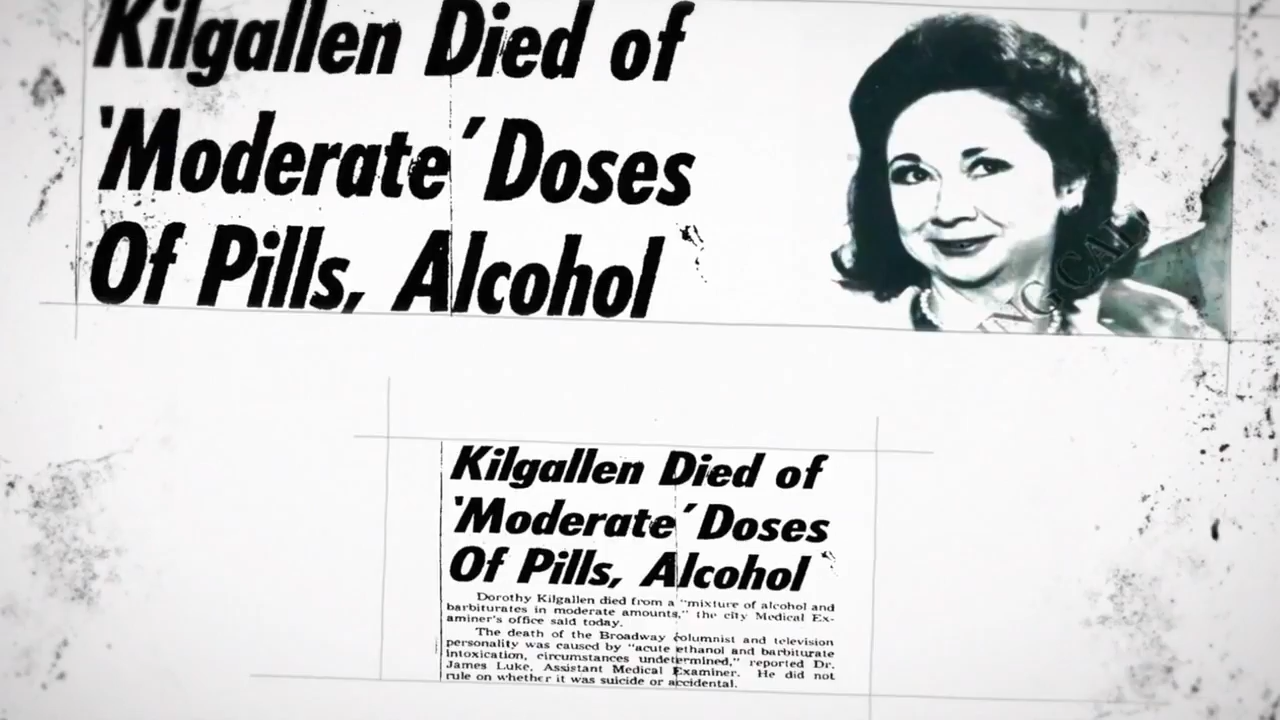 Kilgallen Died of
'Moderate' Doses
Of Pills, Alcohol
ING CAL
Kilgallen Died of
'Moderate' Doses
Of Pills, Alcohol
Dorothy Kilgallen died from a "mixture of alcohol and
barbiturates in moderate amounts," the city Medical Ex-
aminer's office said today.
The death of the Broadway columnist and television
personality was caused by "acute ethanol and barbiturate
intoxication, circumstances undetermined," reported Dr.
James Luke, Assistant Medical Examiner. He did not
rule on whether it was suicide or accidental.